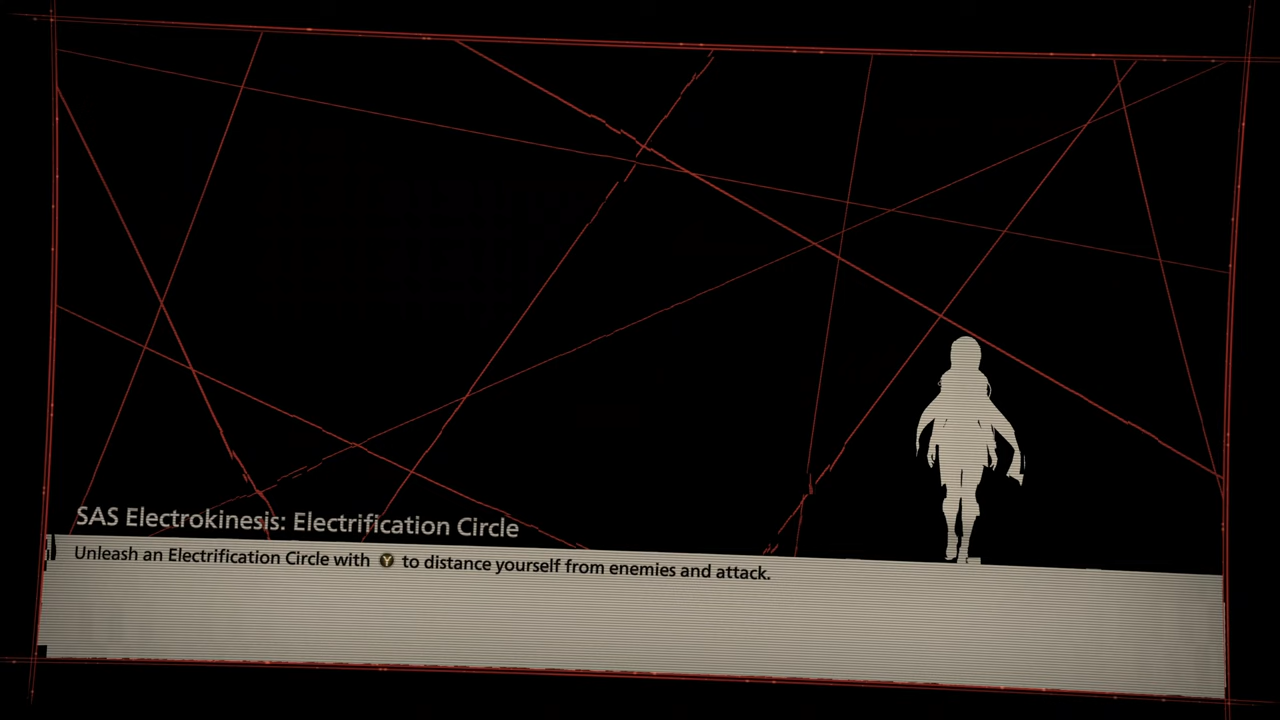 SAS Electrokinesis: Electrification Circle
Unleash an Electrification Circle with Y to distance yourself from enemies and attack.